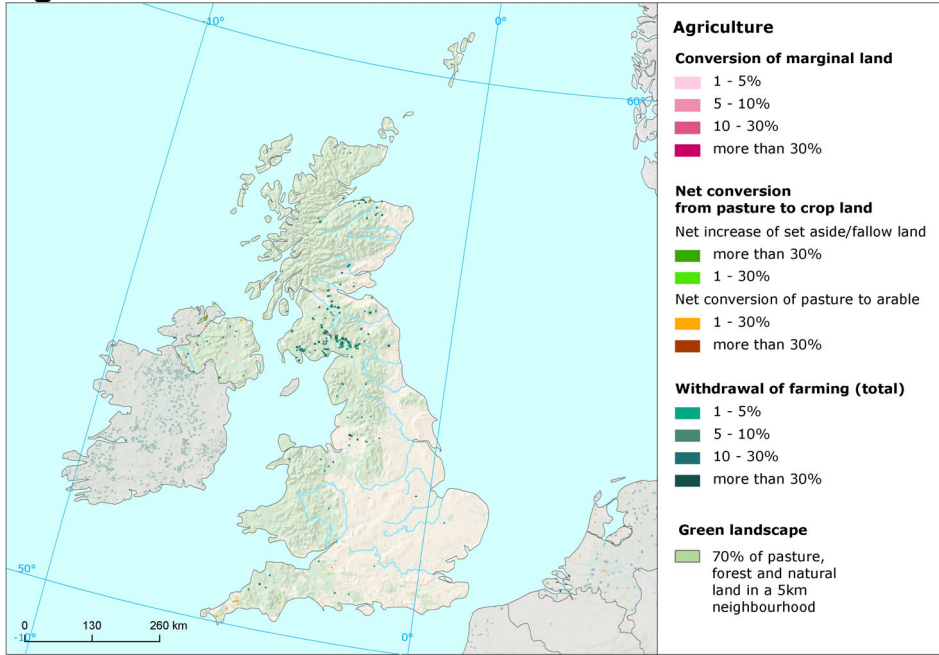 -10°
0°
60°
50°
-10°
0°
0 130 260 km
Agriculture
Conversion of marginal land
1 - 5%
5 - 10%
10 - 30%
more than 30%
Net conversion
from pasture to crop land
Net increase of set aside/fallow land
more than 30%
1 - 30%
Net conversion of pasture to arable
1 - 30%
more than 30%
Withdrawal of farming (total)
1 - 5%
5 - 10%
10 - 30%
more than 30%
Green landscape
70% of pasture,
forest and natural
land in a 5km
neighbourhood